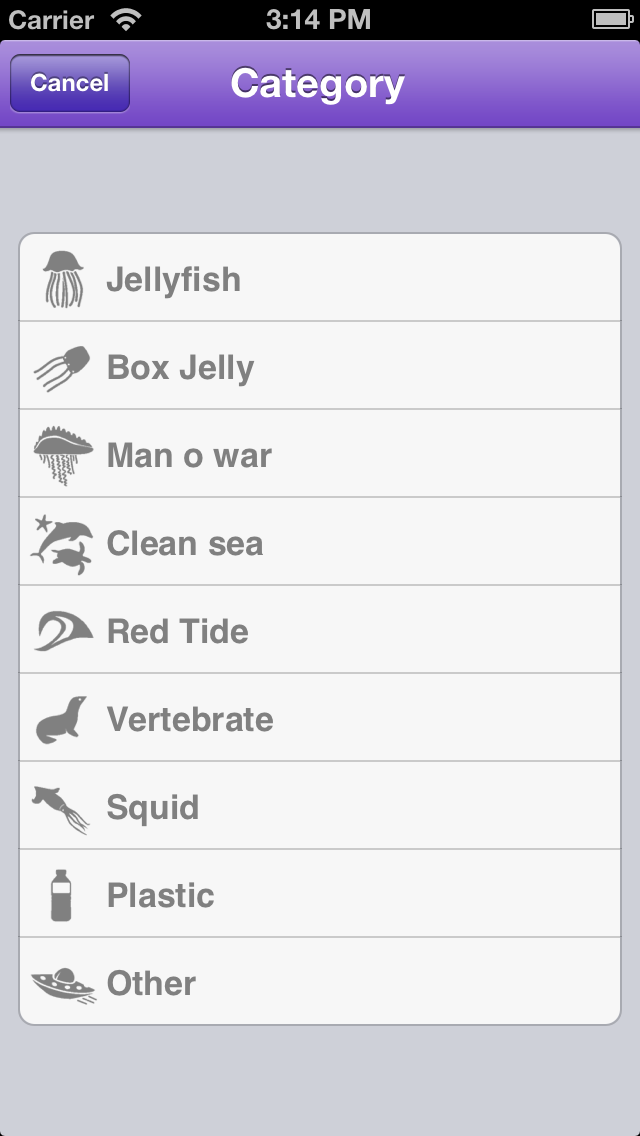 Carrier 3:14 PM
Cancel Category
Jellyfish
Box Jelly
Man o war
Clean sea
Red Tide
Vertebrate
Squid
Plastic
Other